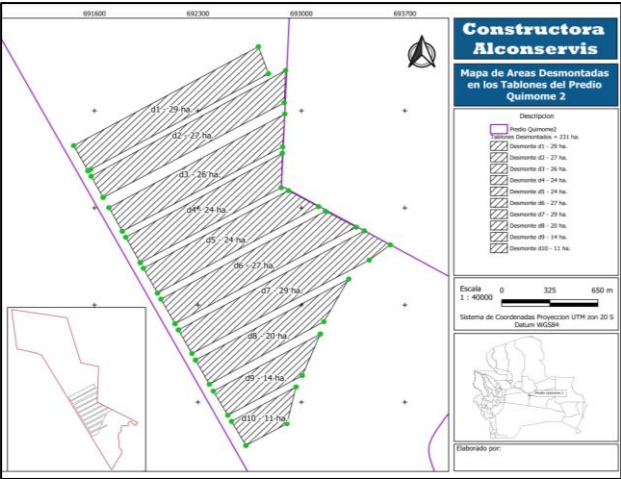 691600 692300 693000 693700
d1 - 29 ha.
d2 - 27 ha.
d3 - 26 ha.
d4 - 24 ha.
d5 - 24 ha.
d6 - 27 ha.
d7 - 29 ha.
d8 - 20 ha.
d9 - 14 ha.
d10 - 11 ha.
Constructora
Alconservis
Mapa de Areas Desmontadas
en los Tablones del Predio
Quimome 2
Descripcion
Predio Quimome2
Tablones Desmontados = 231 ha.
Desmonte d1 - 29 ha.
Desmonte d2 - 27 ha.
Desmonte d3 - 26 ha.
Desmonte d4 - 24 ha.
Desmonte d5 - 24 ha.
Desmonte d6 - 27 ha.
Desmonte d7 - 29 ha.
Desmonte d8 - 20 ha.
Desmonte d9 - 14 ha.
Desmonte d10 - 11 ha.
Escala
1 : 40000
0 325 650 m
Sistema de Coordenadas Proyeccion UTM zon 20 S
Datum WGS84
Predio Quimome 2
Elaborado por: